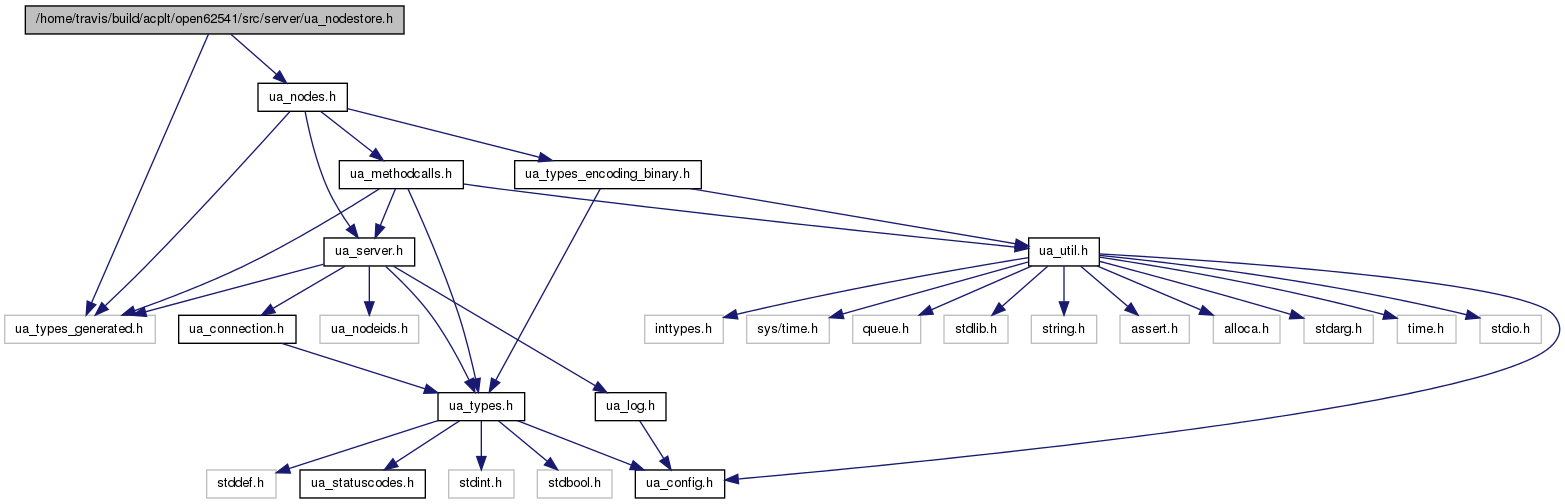 /home/travis/build/acplt/open62541/src/server/ua_nodestore.h
ua_nodes.h
ua_methodcalls.h
ua_types_encoding_binary.h
ua_server.h
ua_util.h
ua_types_generated.h
ua_connection.h
ua_nodeids.h
inttypes.h
sys/time.h
queue.h
stdlib.h
string.h
assert.h
alloca.h
stdarg.h
time.h
stdio.h
ua_types.h
ua_log.h
stddef.h
ua_statuscodes.h
stdint.h
stdbool.h
ua_config.h